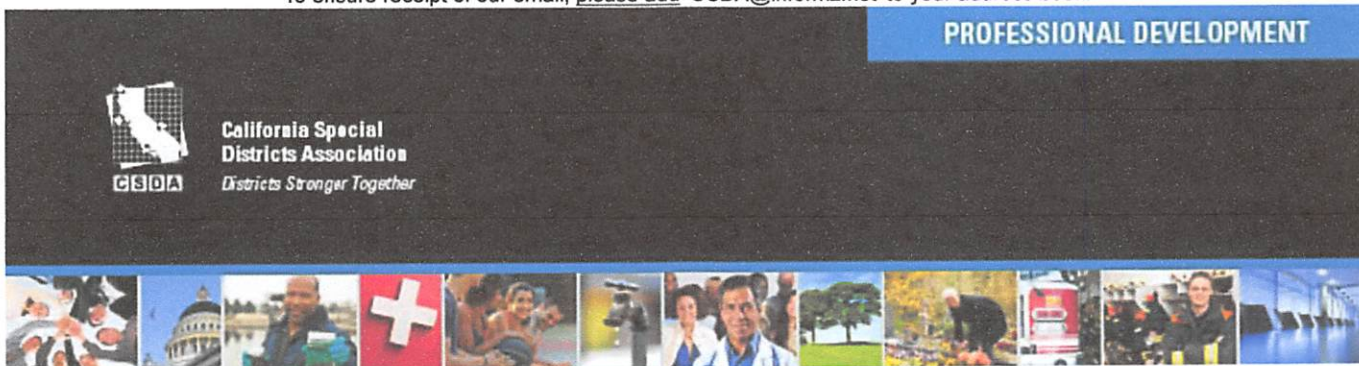 PROFESSIONAL DEVELOPMENT
California Special
Districts Association
CSDA
Districts Stronger Together